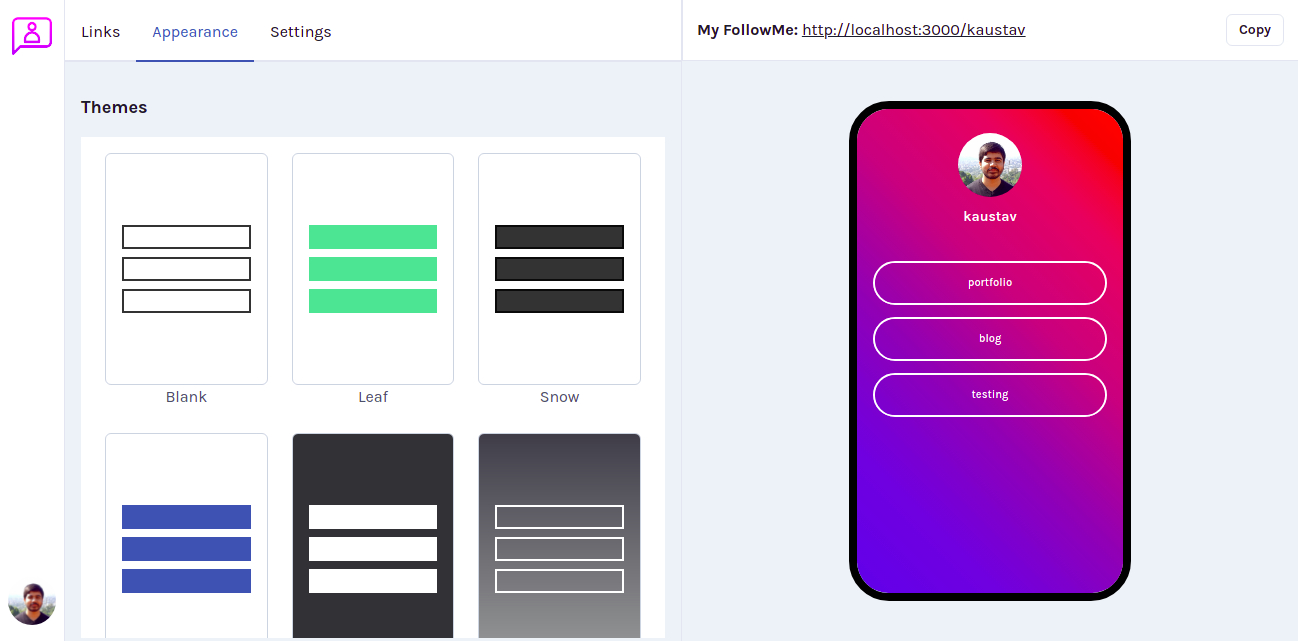 Links Appearance Settings
My FollowMe: http://localhost:3000/kaustav Copy
Themes
Blank Leaf Snow
kaustav
portfolio
blog
testing